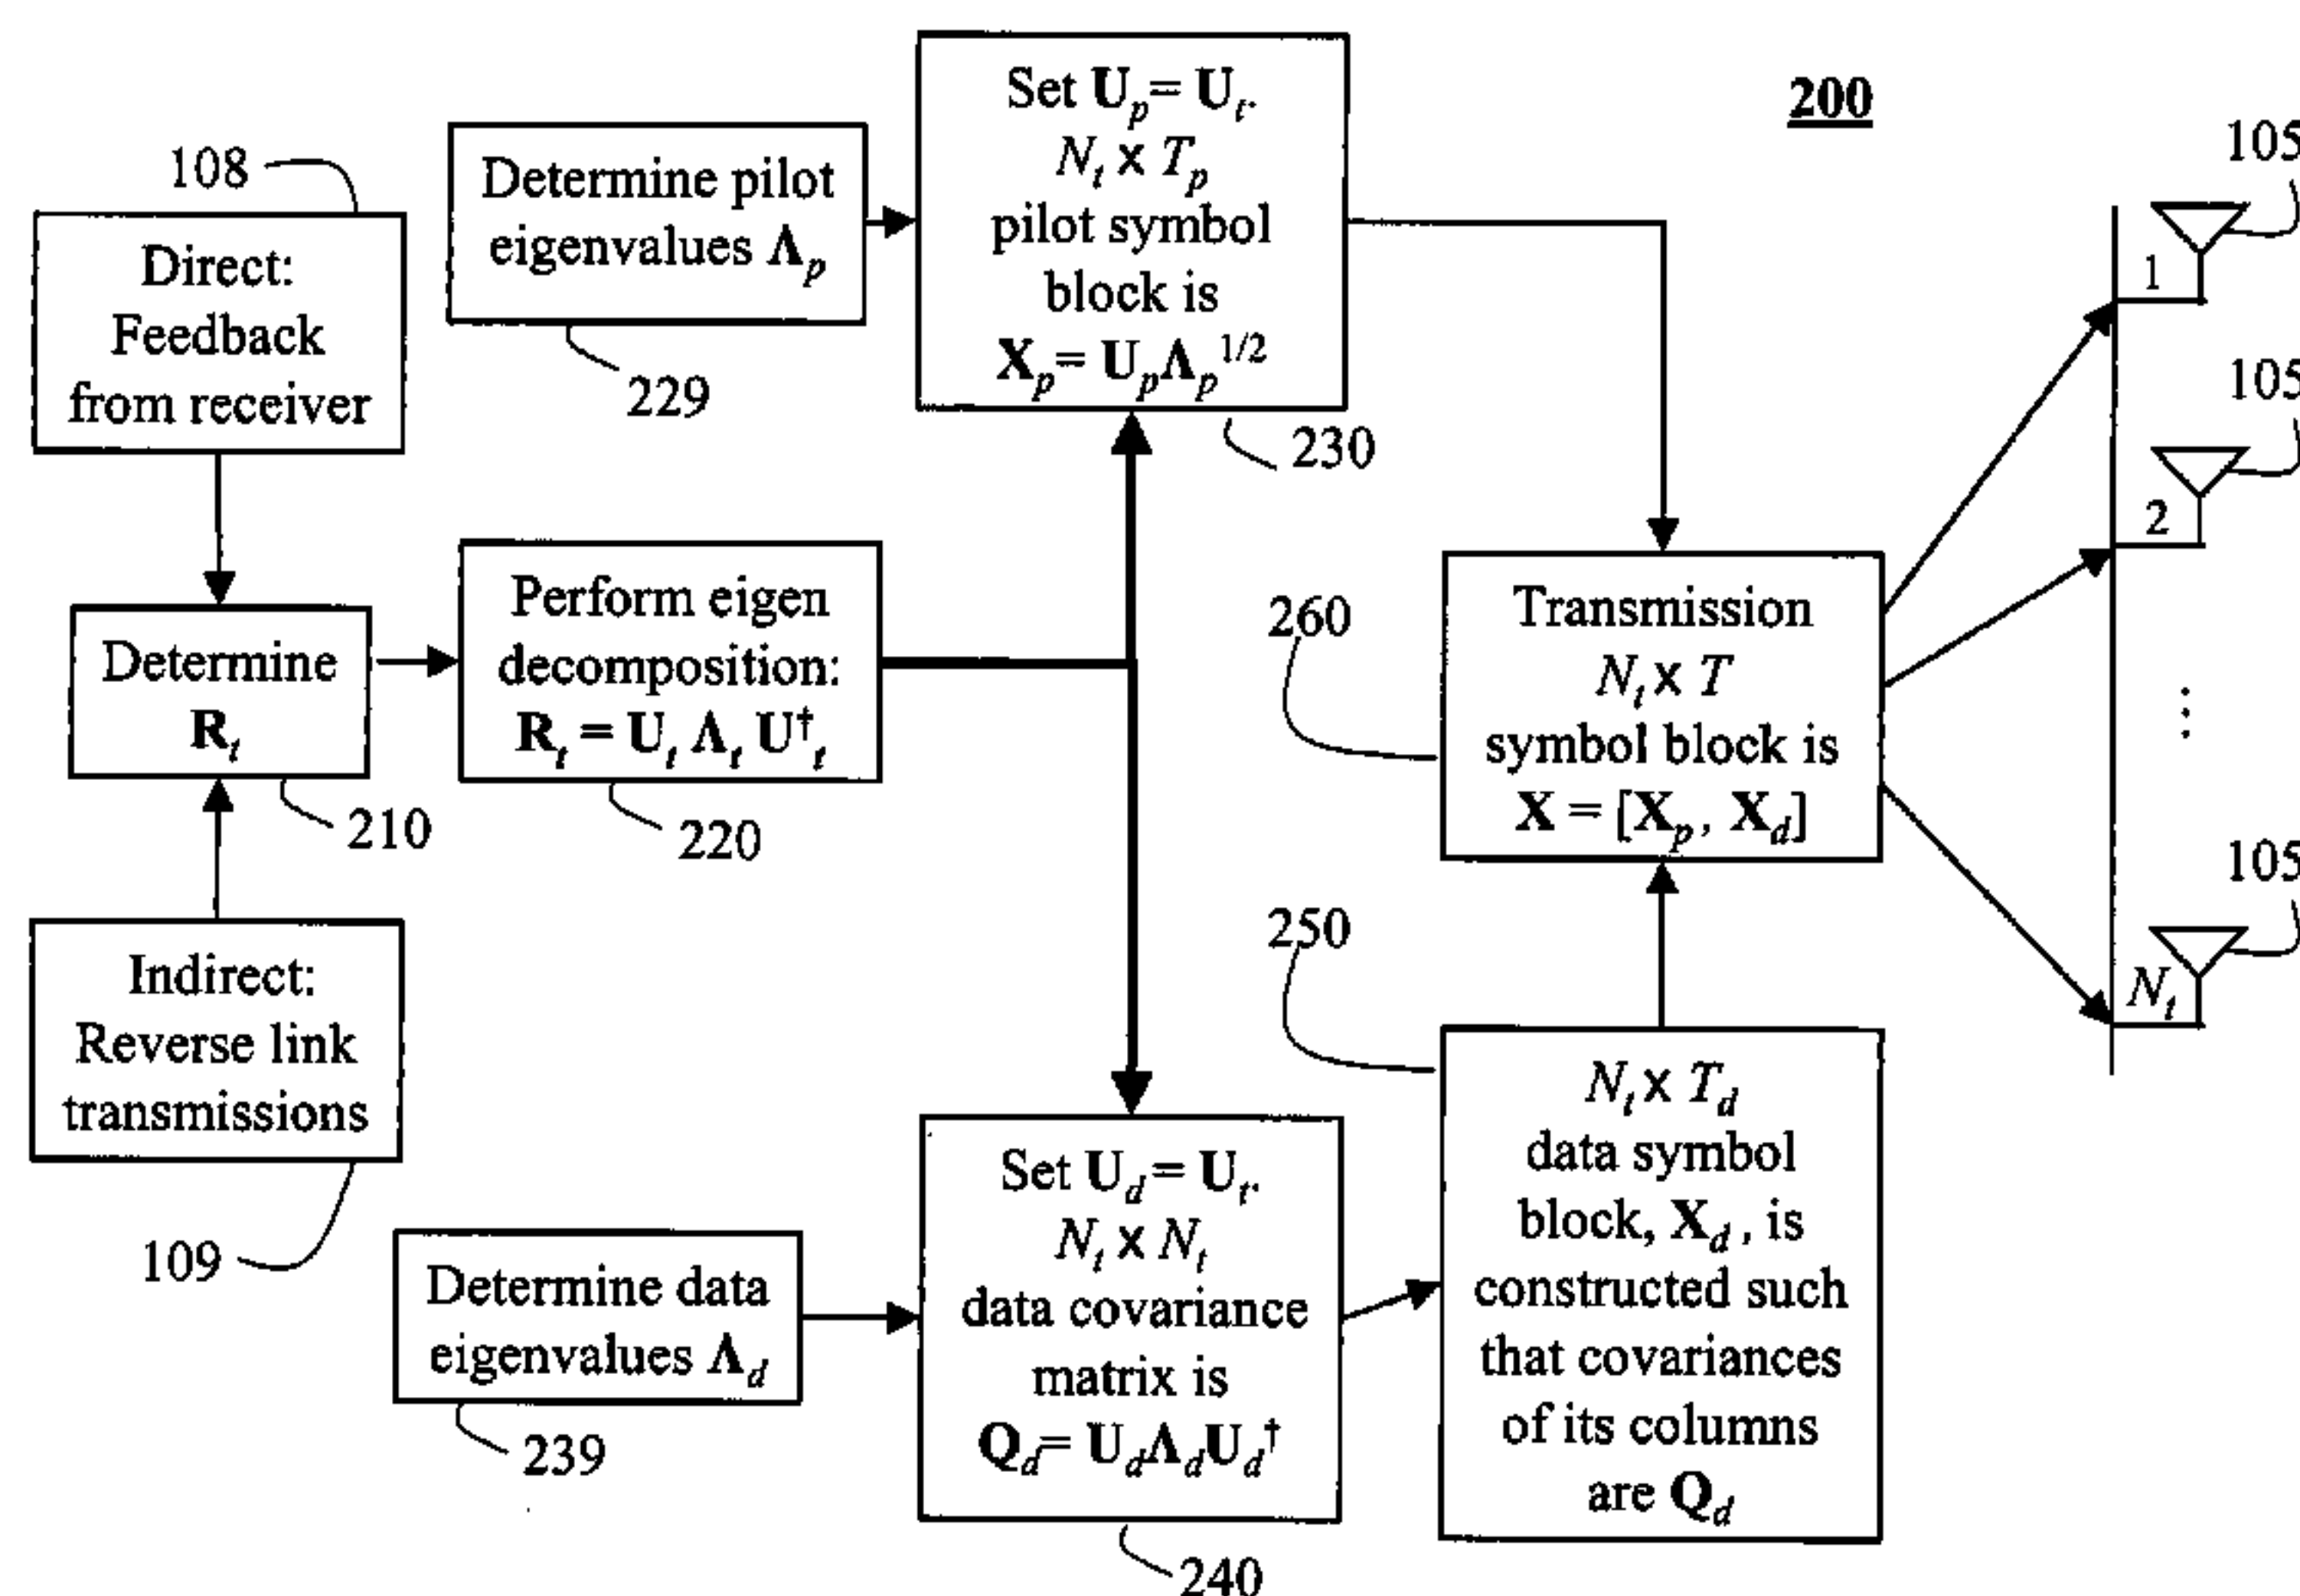 200
108
Direct:
Feedback
from receiver
Determine pilot
eigenvalues Λp
229
Set Up = Ut.
Nt x Tp
pilot symbol
block is
Xp = UpΛp^1/2
230
Determine
Rt
210
Perform eigen
decomposition:
Rt = Ut Λt U†t
220
Indirect:
Reverse link
transmissions
109
Determine data
eigenvalues Λd
239
Set Ud = Ut.
Nt x Nt
data covariance
matrix is
Qd = UdΛdUd†
240
250
Nt x Td
data symbol
block, Xd, is
constructed such
that covariances
of its columns
are Qd
260
Transmission
Nt x T
symbol block is
X = [Xp, Xd]
105
1
105
2
⋮
105
Nt